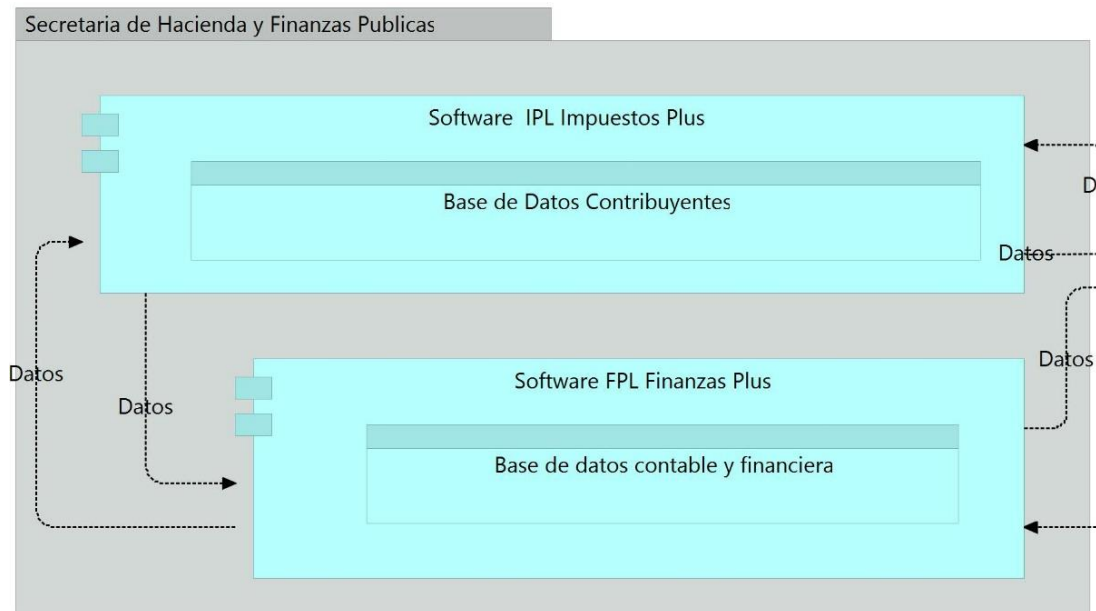 Secretaria de Hacienda y Finanzas Publicas
Software IPL Impuestos Plus
Base de Datos Contribuyentes
Datos
Datos
Datos
Datos
Software FPL Finanzas Plus
Base de datos contable y financiera